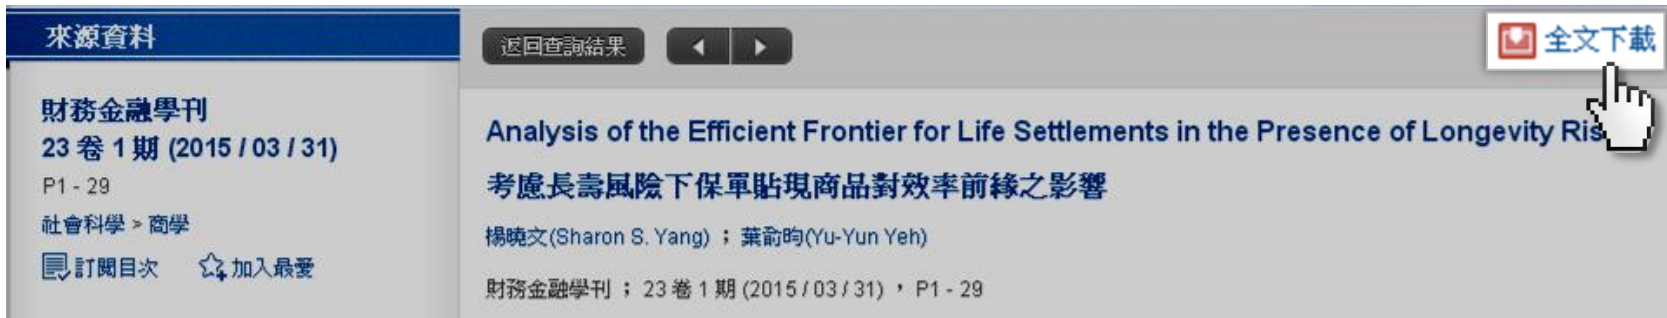 來源資料
財務金融學刊
23 卷 1 期 (2015 / 03 / 31)
P1 - 29
社會科學 > 商學
訂閱目次 加入最愛
返回查詢結果
全文下載
Analysis of the Efficient Frontier for Life Settlements in the Presence of Longevity Ris
考慮長壽風險下保單貼現商品對效率前緣之影響
楊曉文(Sharon S. Yang) ; 葉俞昀(Yu-Yun Yeh)
財務金融學刊 ; 23 卷 1 期 (2015 / 03 / 31) , P1 - 29